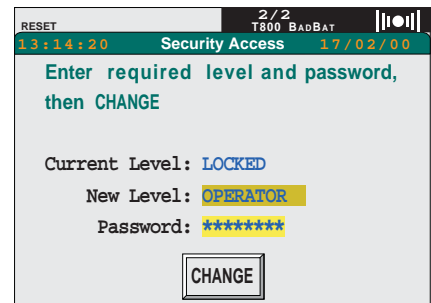 RESET
2/2
T800 BADBAT
13:14:20 Security Access 17/02/00
Enter required level and password,
then CHANGE
Current Level: LOCKED
New Level: OPERATOR
Password: ********
CHANGE